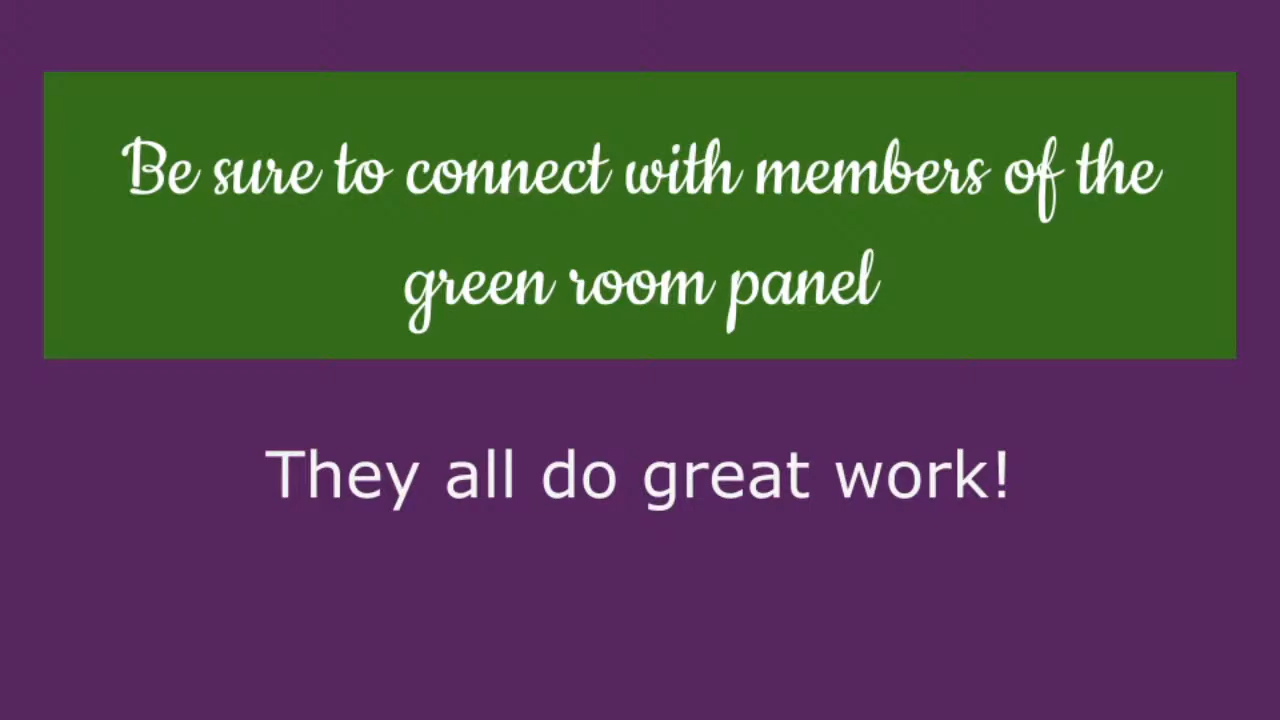 Be sure to connect with members of the
green room panel
They all do great work!